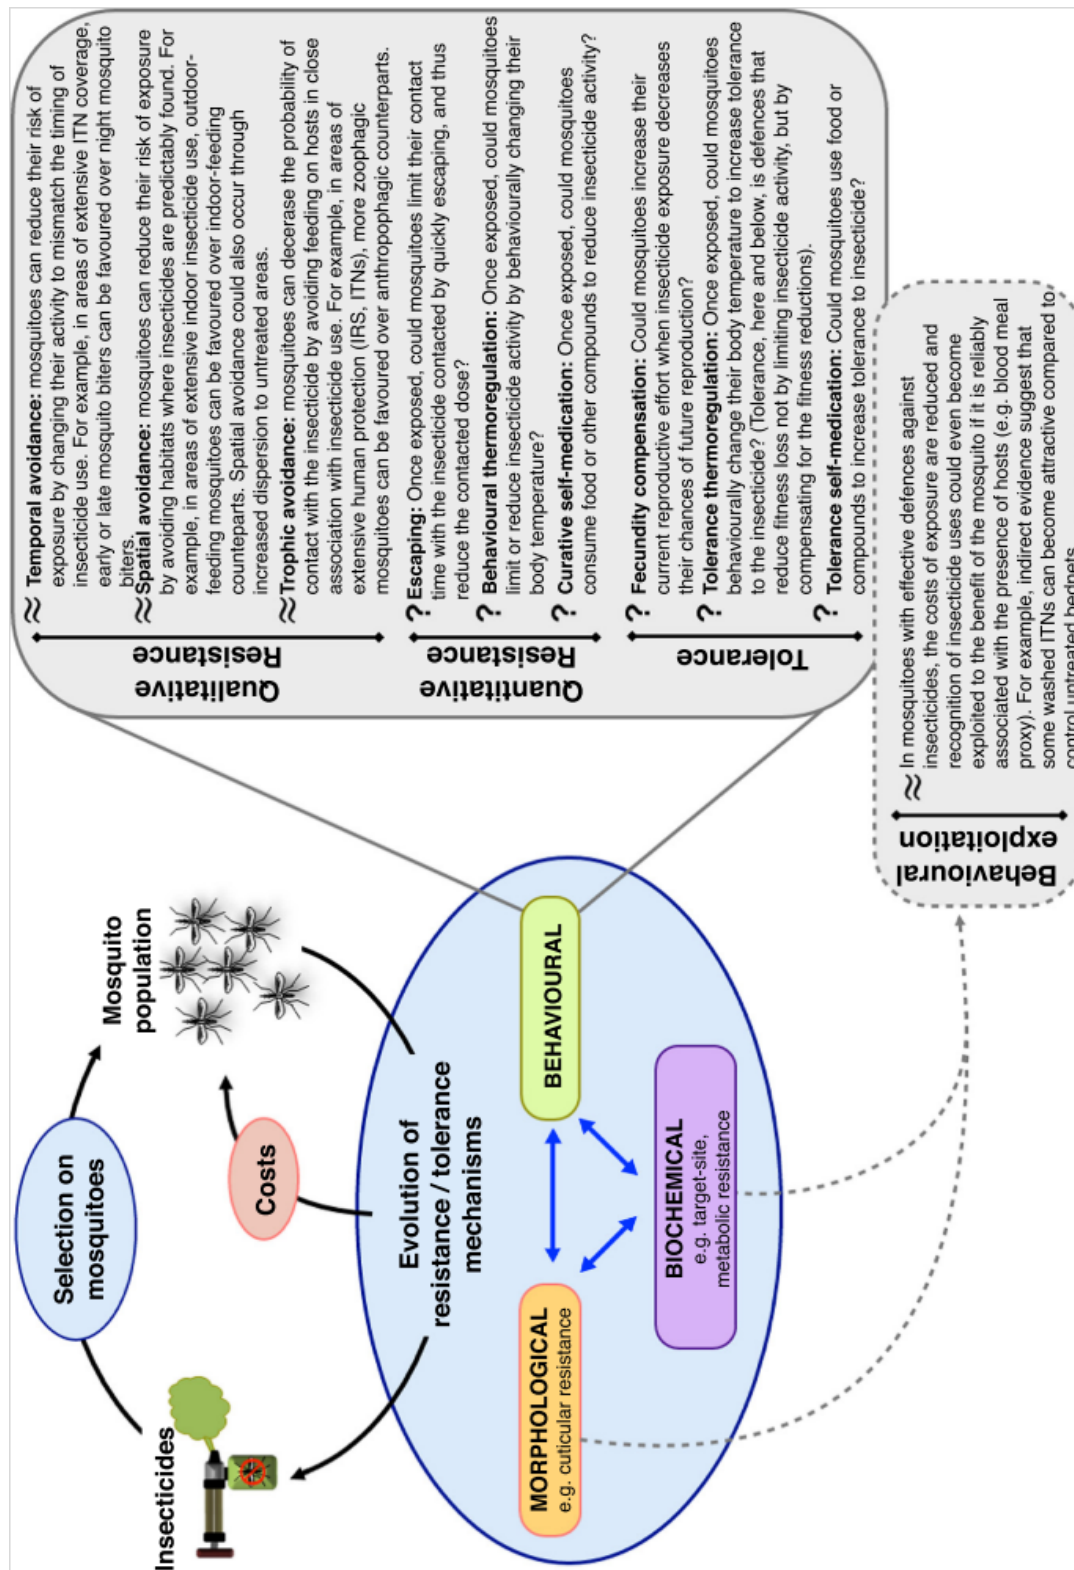 Insecticides
Selection on
mosquitoes
Mosquito
population
Costs
Evolution of
resistance / tolerance
mechanisms
MORPHOLOGICAL
e.g. cuticular resistance
BEHAVIOURAL
BIOCHEMICAL
e.g. target-site,
metabolic resistance
Qualitative
Resistance
≈ Temporal avoidance: mosquitoes can reduce their risk of
exposure by changing their activity to mismatch the timing of
insecticide use. For example, in areas of extensive ITN coverage,
early or late mosquito biters can be favoured over night mosquito
biters.
≈ Spatial avoidance: mosquitoes can reduce their risk of exposure
by avoiding habitats where insecticides are predictably found. For
example, in areas of extensive indoor insecticide use, outdoor-
feeding mosquitoes can be favoured over indoor-feeding
counteparts. Spatial avoidance could also occur through
increased dispersion to untreated areas.
≈ Trophic avoidance: mosquitoes can decerase the probability of
contact with the insecticide by avoiding feeding on hosts in close
association with insecticide use. For example, in areas of
extensive human protection (IRS, ITNs), more zoophagic
mosquitoes can be favoured over anthropophagic counterparts.
Quantitative
Resistance
? Escaping: Once exposed, could mosquitoes limit their contact
time with the insecticide contacted by quickly escaping, and thus
reduce the contacted dose?
? Behavioural thermoregulation: Once exposed, could mosquitoes
limit or reduce insecticide activity by behaviourally changing their
body temperature?
? Curative self-medication: Once exposed, could mosquitoes
consume food or other compounds to reduce insecticide activity?
Tolerance
? Fecundity compensation: Could mosquitoes increase their
current reproductive effort when insecticide exposure decreases
their chances of future reproduction?
? Tolerance thermoregulation: Once exposed, could mosquitoes
behaviourally change their body temperature to increase tolerance
to the insecticide? (Tolerance, here and below, is defences that
reduce fitness loss not by limiting insecticide activity, but by
compensating for the fitness reductions).
? Tolerance self-medication: Could mosquitoes use food or
compounds to increase tolerance to insecticide?
Behavioural
exploitation
≈ In mosquitoes with effective defences against
insecticides, the costs of exposure are reduced and
recognition of insecticide uses could even become
exploited to the benefit of the mosquito if it is reliably
associated with the presence of hosts (e.g. blood meal
proxy). For example, indirect evidence suggest that
some washed ITNs can become attractive compared to
control untreated bednets